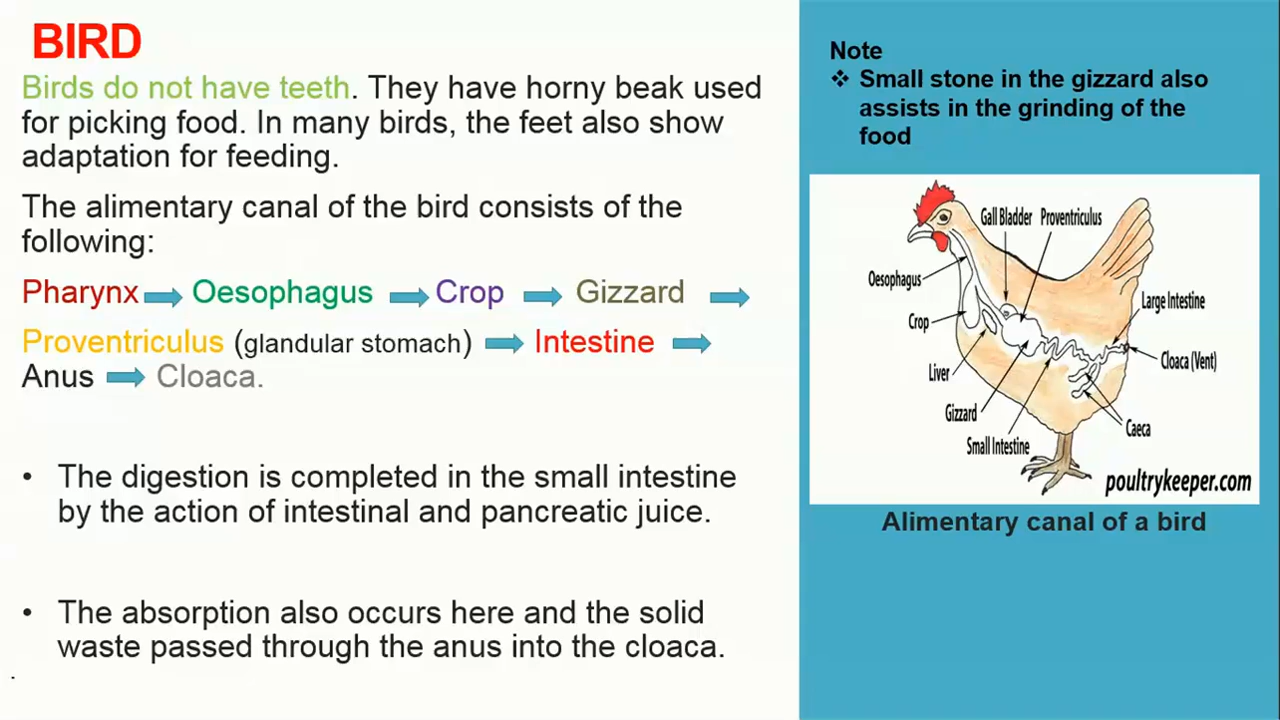 BIRD
Birds do not have teeth. They have horny beak used
for picking food. In many birds, the feet also show
adaptation for feeding.
The alimentary canal of the bird consists of the
following:
Pharynx Oesophagus Crop Gizzard
Proventriculus (glandular stomach) Intestine
Anus Cloaca.
• The digestion is completed in the small intestine
by the action of intestinal and pancreatic juice.
• The absorption also occurs here and the solid
waste passed through the anus into the cloaca.
.
Note
❖ Small stone in the gizzard also
assists in the grinding of the
food
Gall Bladder Proventriculus
Oesophagus
Large Intestine
Crop
Cloaca (Vent)
Liver
Gizzard
Caeca
Small Intestine
poultrykeeper.com
Alimentary canal of a bird